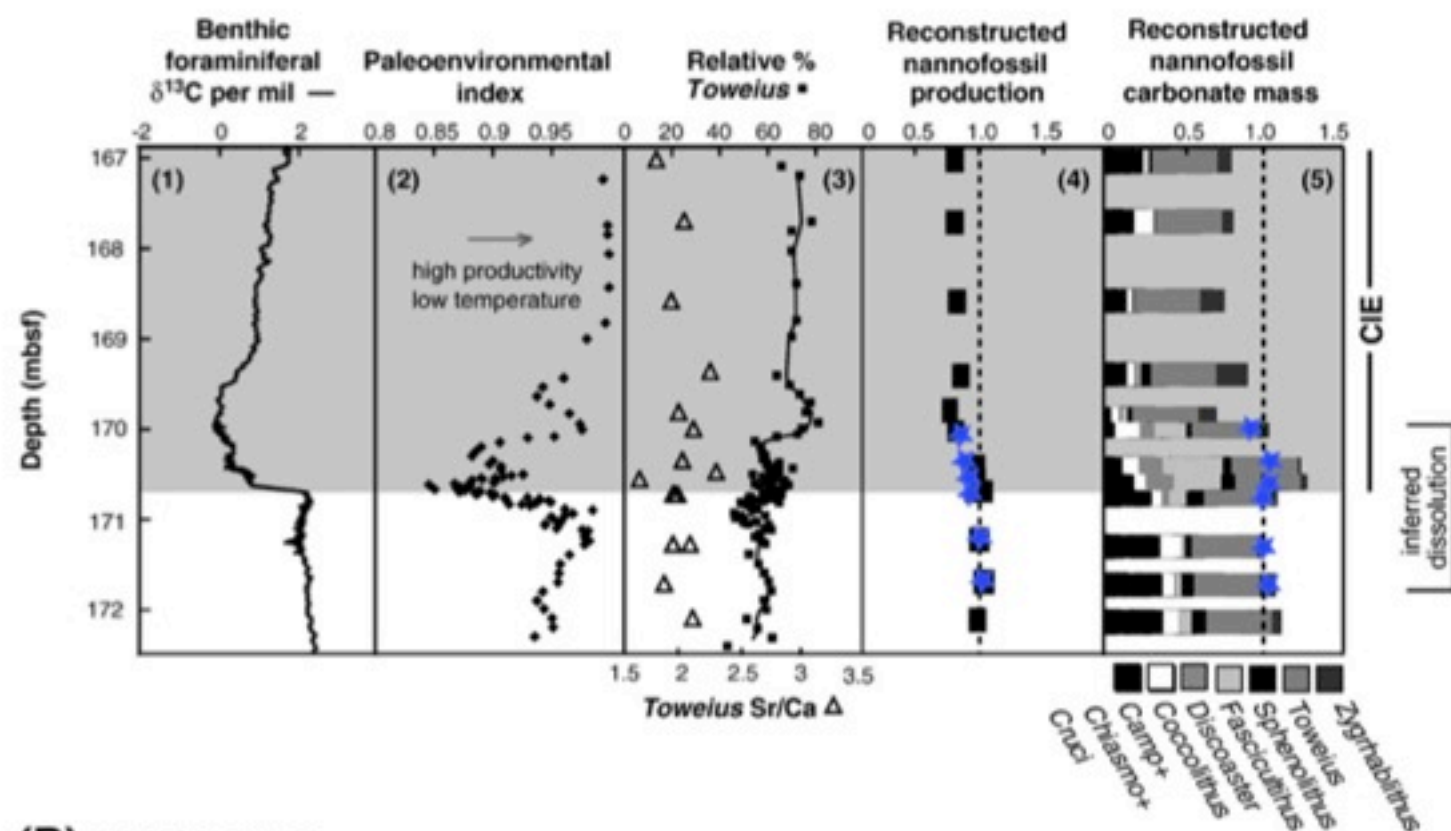 Benthic
foraminiferal
δ13C per mil —
Paleoenvironmental
index
Relative %
Toweius ▪
Reconstructed
nannofossil
production
Reconstructed
nannofossil
carbonate mass
-2 0 2
0.8 0.85 0.9 0.95
0 20 40 60 80
0 0.5 1.0 1.5
0 0.5 1.0 1.5
(1)
(2)
(3)
(4)
(5)
167
168
169
170
171
172
Depth (mbsf)
high productivity
low temperature
CIE
inferred
dissolution
1.5 2 2.5 3 3.5
Toweius Sr/Ca Δ
Cruci
Chiasmo+
Camp+
Coccolithus
Discoaster
Fascicultihus
Sphenolithus
Toweius
Zygrhablithus